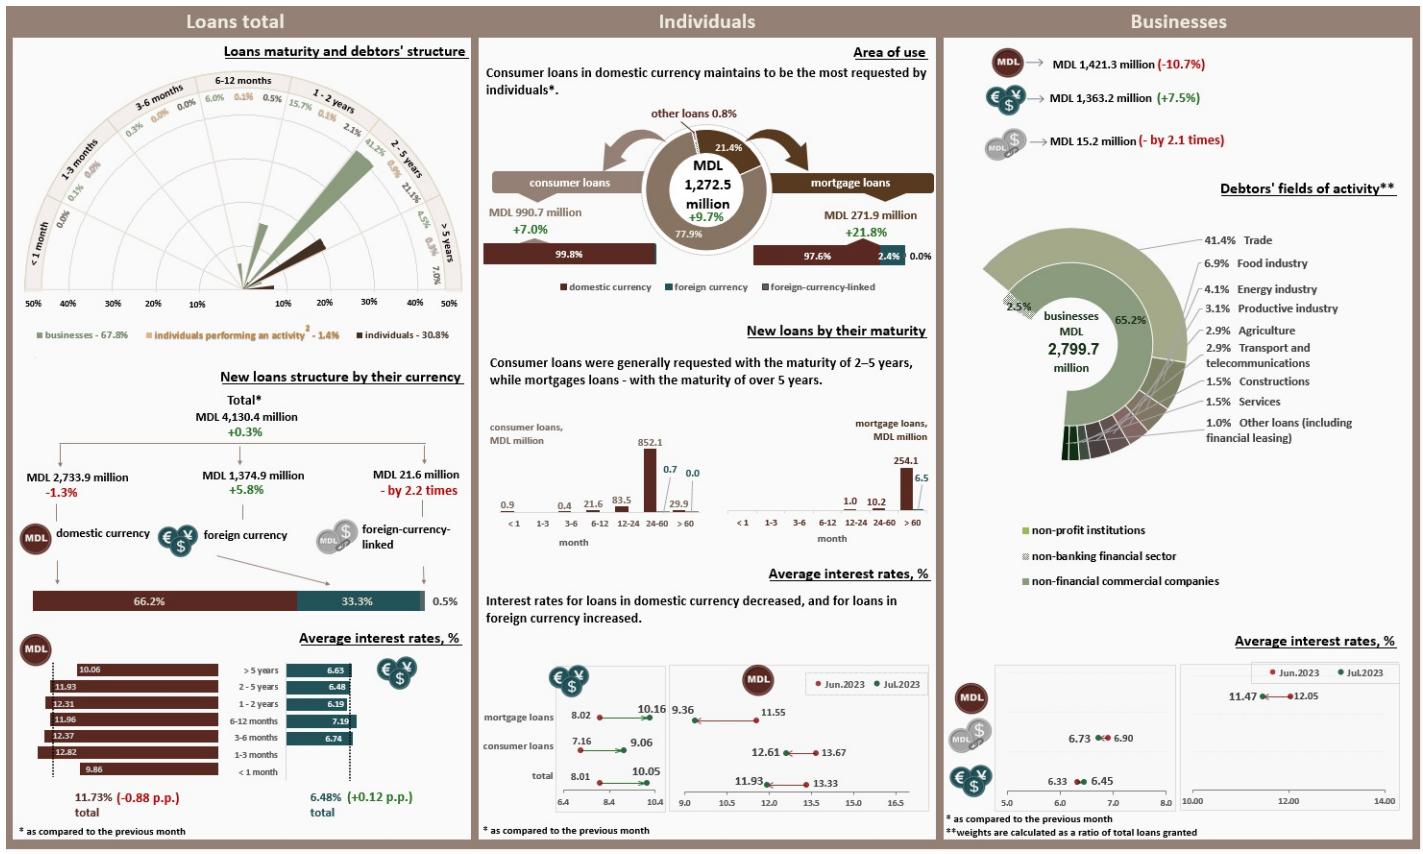 Loans total
Loans maturity and debtors' structure
< 1 month
1-3 months
3-6 months
6-12 months
1 - 2 years
2 - 5 years
> 5 years
0.0%
0.1%
0.0%
0.3%
0.0%
0.0%
6.0%
0.1%
0.5%
15.7%
0.1%
2.1%
41.2%
0.9%
21.1%
4.5%
0.3%
7.0%
50% 40% 30% 20% 10% 10% 20% 30% 40% 50%
businesses - 67.8%
individuals performing an activity 2 - 1.4%
individuals - 30.8%
New loans structure by their currency
Total*
MDL 4,130.4 million
+0.3%
MDL 2,733.9 million
-1.3%
MDL 1,374.9 million
+5.8%
MDL 21.6 million
- by 2.2 times
MDL
domestic currency
€ ¥ $
foreign currency
MDL $
foreign-currency-
linked
66.2% 33.3% 0.5%
Average interest rates, %
MDL
€ ¥ $
10.06 > 5 years 6.63
11.93 2 - 5 years 6.48
12.31 1 - 2 years 6.19
11.96 6-12 months 7.19
12.37 3-6 months 6.74
12.82 1-3 months
9.86 < 1 month
11.73% (-0.88 p.p.)
total
6.48% (+0.12 p.p.)
total
* as compared to the previous month
Individuals
Area of use
Consumer loans in domestic currency maintains to be the most requested by
individuals*.
other loans 0.8%
21.4%
77.9%
MDL
1,272.5
million
+9.7%
consumer loans
MDL 990.7 million
+7.0%
99.8%
mortgage loans
MDL 271.9 million
+21.8%
97.6% 2.4% 0.0%
domestic currency foreign currency foreign-currency-linked
New loans by their maturity
Consumer loans were generally requested with the maturity of 2–5 years,
while mortgages loans - with the maturity of over 5 years.
consumer loans,
MDL million
0.9 0.4 21.6 83.5 852.1 0.7 29.9 0.0
< 1 1-3 3-6 6-12 12-24 24-60 > 60
month
mortgage loans,
MDL million
1.0 10.2 254.1 6.5
< 1 1-3 3-6 6-12 12-24 24-60 > 60
month
Average interest rates, %
Interest rates for loans in domestic currency decreased, and for loans in
foreign currency increased.
€ ¥ $
MDL
Jun.2023 Jul.2023
mortgage loans 8.02 10.16 9.36 11.55
consumer loans 7.16 9.06 12.61 13.67
total 8.01 10.05 11.93 13.33
6.4 8.4 10.4 9.0 10.5 12.0 13.5 15.0 16.5
* as compared to the previous month
Businesses
MDL MDL 1,421.3 million (-10.7%)
€ ¥ $ MDL 1,363.2 million (+7.5%)
MDL $ MDL 15.2 million (- by 2.1 times)
Debtors' fields of activity**
2.5%
65.2%
businesses
MDL
2,799.7
million
41.4% Trade
6.9% Food industry
4.1% Energy industry
3.1% Productive industry
2.9% Agriculture
2.9% Transport and
telecommunications
1.5% Constructions
1.5% Services
1.0% Other loans (including
financial leasing)
non-profit institutions
non-banking financial sector
non-financial commercial companies
Average interest rates, %
Jun.2023 Jul.2023
MDL 11.47 12.05
MDL $ 6.73 6.90
€ ¥ $ 6.33 6.45
5.0 6.0 7.0 8.0 10.00 12.00 14.00
* as compared to the previous month
**weights are calculated as a ratio of total loans granted